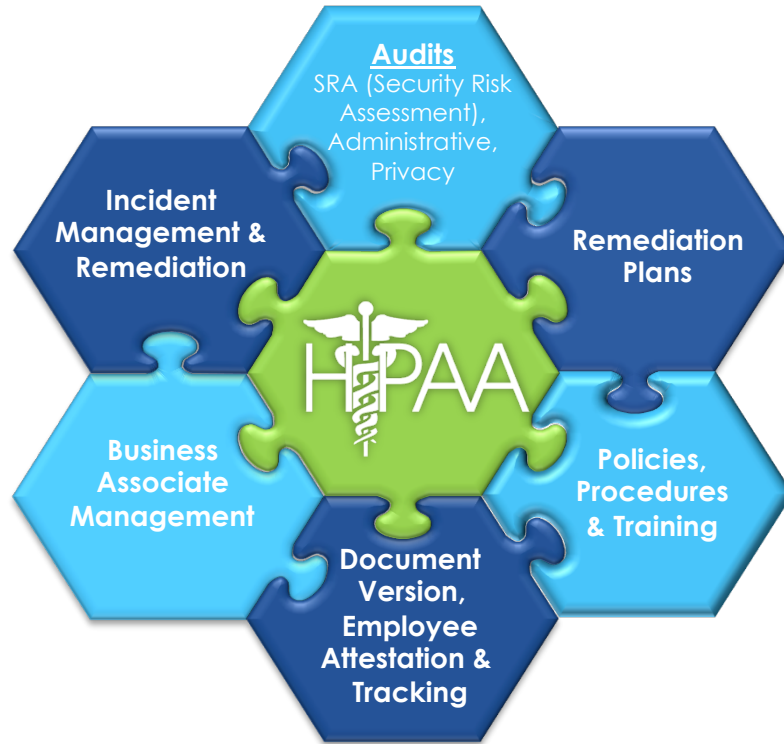 Audits
SRA (Security Risk
Assessment),
Administrative,
Privacy
Incident
Management &
Remediation
Remediation
Plans
HIPAA
Business
Associate
Management
Policies,
Procedures
& Training
Document
Version,
Employee
Attestation &
Tracking